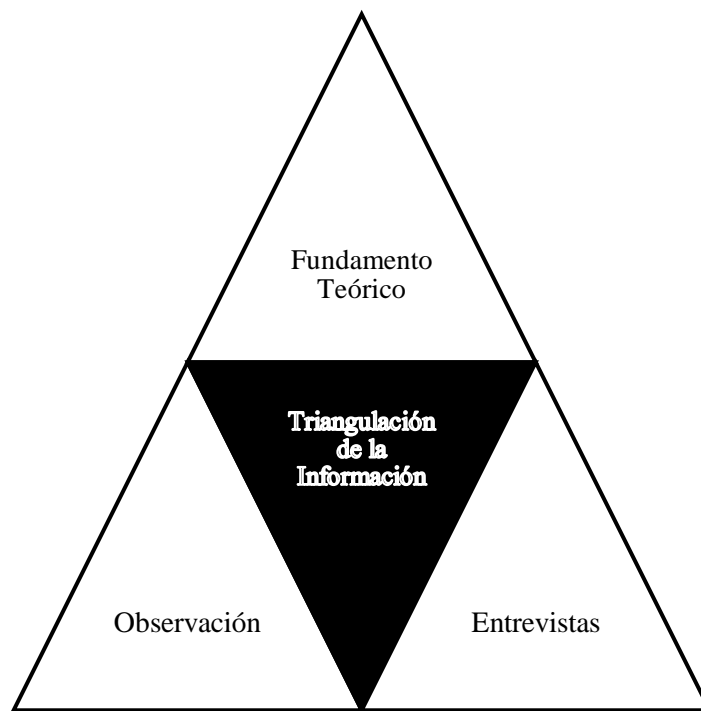 Fundamento
Teórico
Triangulación
de la
Información
Observación
Entrevistas